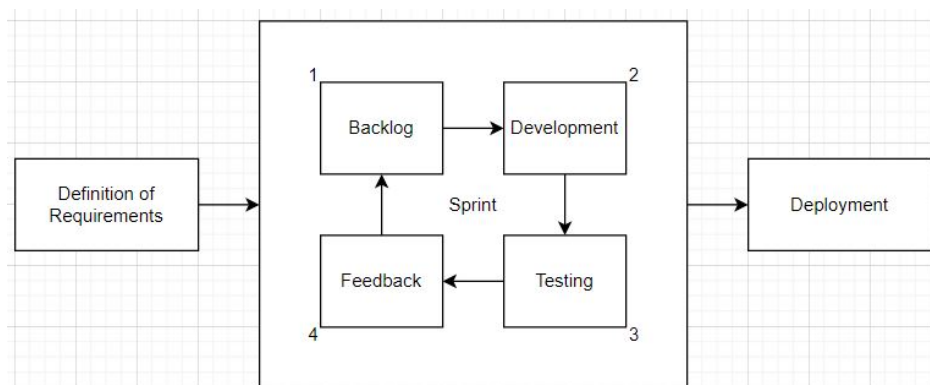 1
2
Backlog
Development
Definition of
Requirements
Sprint
Deployment
Feedback
Testing
4
3